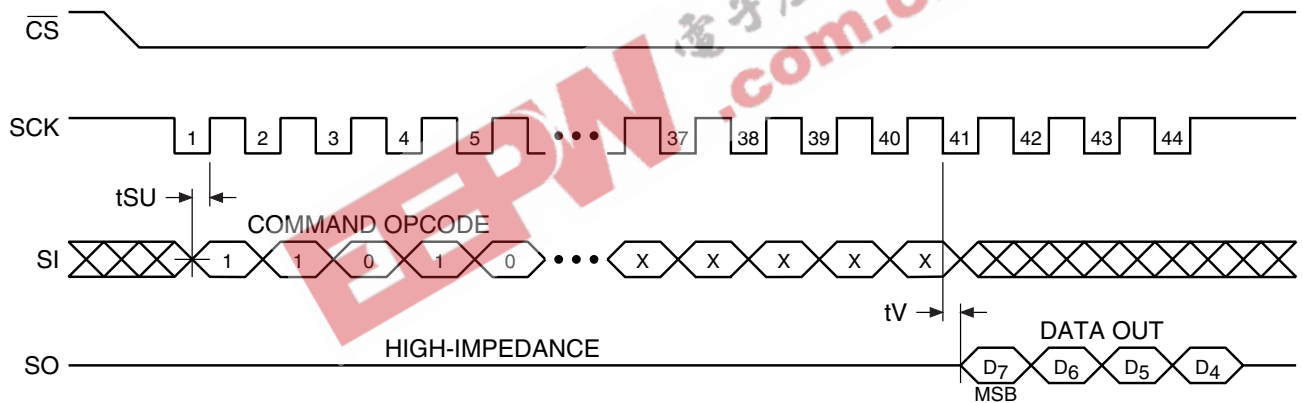 CS
SCK 1 2 3 4 5 ••• 37 38 39 40 41 42 43 44
tSU
COMMAND OPCODE
SI 1 1 0 1 0 ••• X X X X X
tV
HIGH-IMPEDANCE
DATA OUT
SO D7 D6 D5 D4
MSB
EEPW
.com.c